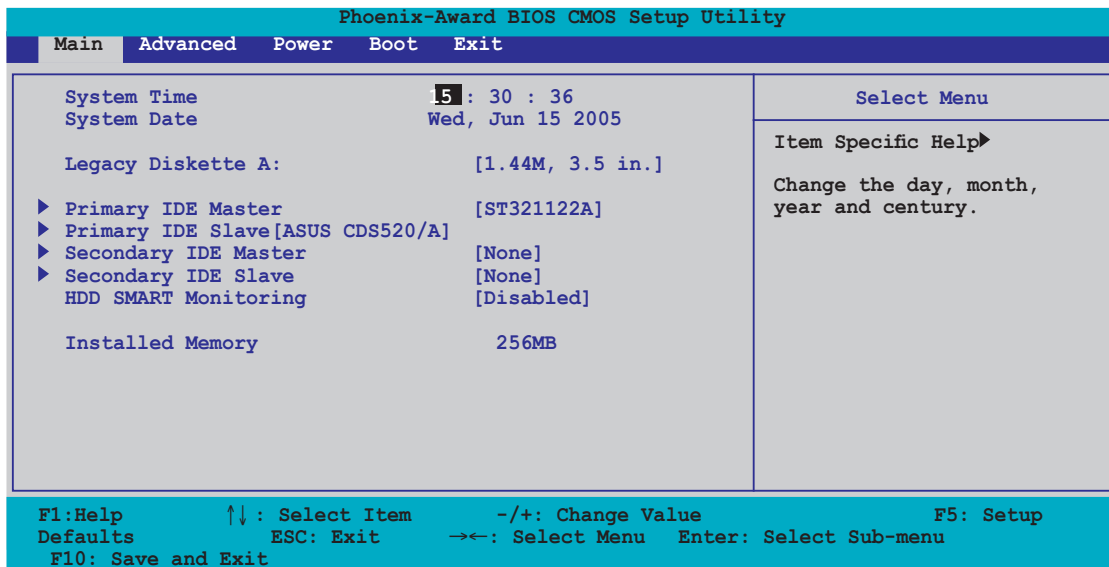 Phoenix-Award BIOS CMOS Setup Utility
Main Advanced Power Boot Exit
System Time 15 : 30 : 36
System Date Wed, Jun 15 2005
Legacy Diskette A: [1.44M, 3.5 in.]
Primary IDE Master [ST321122A]
Primary IDE Slave[ASUS CDS520/A]
Secondary IDE Master [None]
Secondary IDE Slave [None]
HDD SMART Monitoring [Disabled]
Installed Memory 256MB
Select Menu
Item Specific Help
Change the day, month,
year and century.
F1:Help ↑↓ : Select Item -/+: Change Value F5: Setup
Defaults ESC: Exit →←: Select Menu Enter: Select Sub-menu
F10: Save and Exit